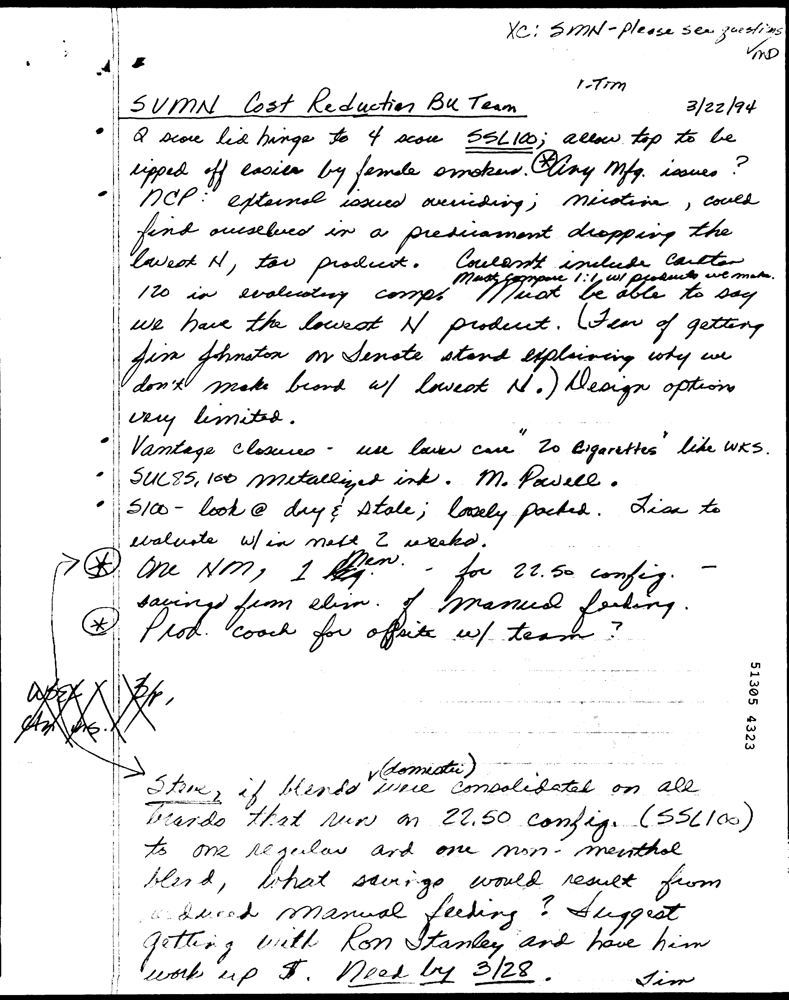 XC: SMN - Please see questions
MD
1-Tim
SVMN Cost Reduction BU Team 3/22/94
• 2 score lid hinge to 4 score SSL100; allow top to be
ripped off easier by female smokers. * Any Mfg. issues?
• NCP: external issues overriding; nicotine, could
find ourselves in a predicament dropping the
lowest N, tar product. Couldn't include Carlton
Must compare 1:1 w/ products we make.
120 in evaluating comps. Must be able to say
we have the lowest N product. (Fear of getting
Jim Johnston on Senate stand explaining why we
don't make brand w/ lowest N.) Design options
very limited.
• Vantage closures - use lower case "20 Cigarettes" like WKS.
• SUL85, 100 metallized ink. M. Powell.
• S100 - look @ dry & stale; loosely packed. Lisa to
evaluate w/in next 2 weeks.
* One NM, 1 Men. - for 22.50 config. -
savings from elim. of manual feeding.
* Prod. coach for offsite w/ team?
51305 4323
Steve, if blends (domestic) were consolidated on all
brands that run on 22.50 config. (SSL100)
to one regular and one non-menthol
blend, what savings would result from
reduced manual feeding? Suggest
getting with Ron Stanley and have him
work up $. Need by 3/28.
Tim